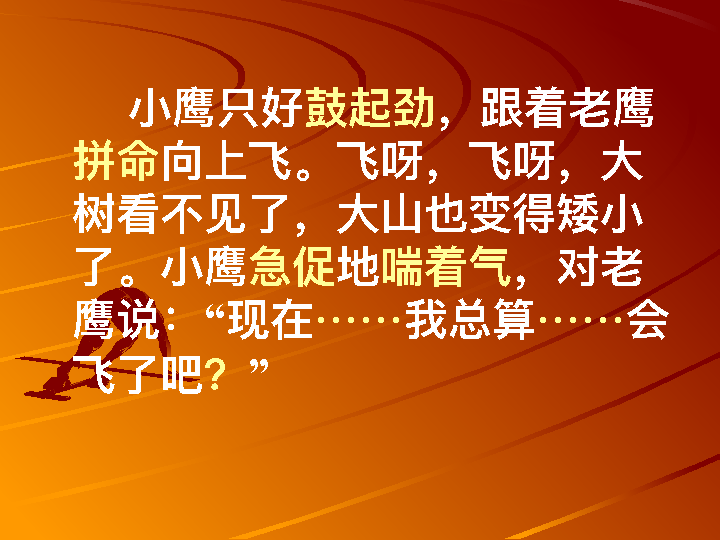 小鹰只好鼓起劲，跟着老鹰
拼命向上飞。飞呀，飞呀，大
树看不见了，大山也变得矮小
了。小鹰急促地喘着气，对老
鹰说：“现在……我总算……会
飞了吧？”